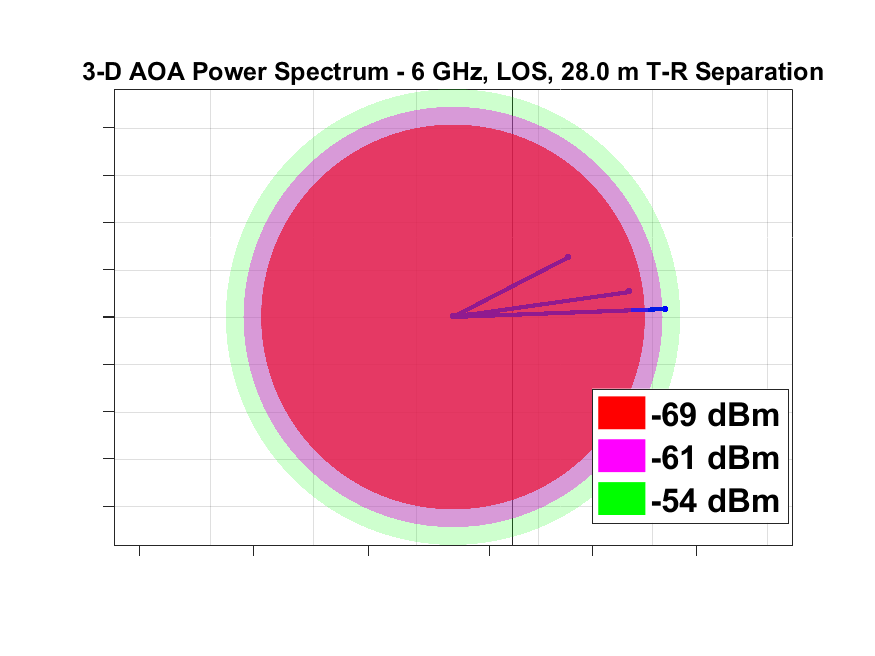 3-D AOA Power Spectrum - 6 GHz, LOS, 28.0 m T-R Separation
-69 dBm
-61 dBm
-54 dBm